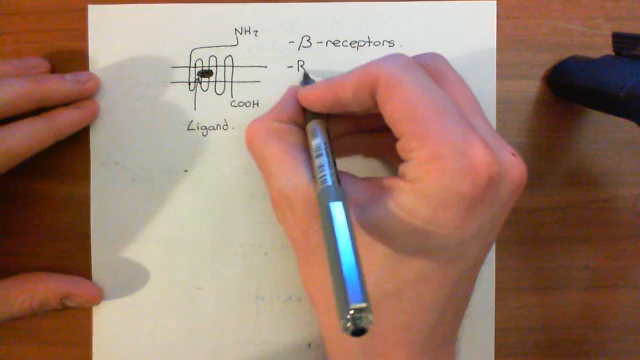 NH2
- β - receptors.
- R
COOH
Ligand.